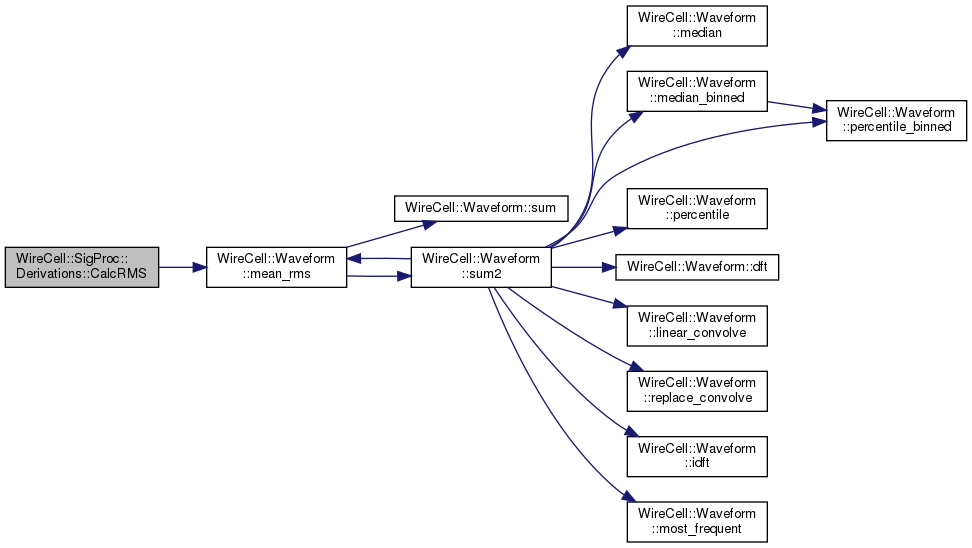 WireCell::SigProc::
Derivations::CalcRMS
WireCell::Waveform
::mean_rms
WireCell::Waveform::sum
WireCell::Waveform
::sum2
WireCell::Waveform
::median
WireCell::Waveform
::median_binned
WireCell::Waveform
::percentile_binned
WireCell::Waveform
::percentile
WireCell::Waveform::dft
WireCell::Waveform
::linear_convolve
WireCell::Waveform
::replace_convolve
WireCell::Waveform
::idft
WireCell::Waveform
::most_frequent